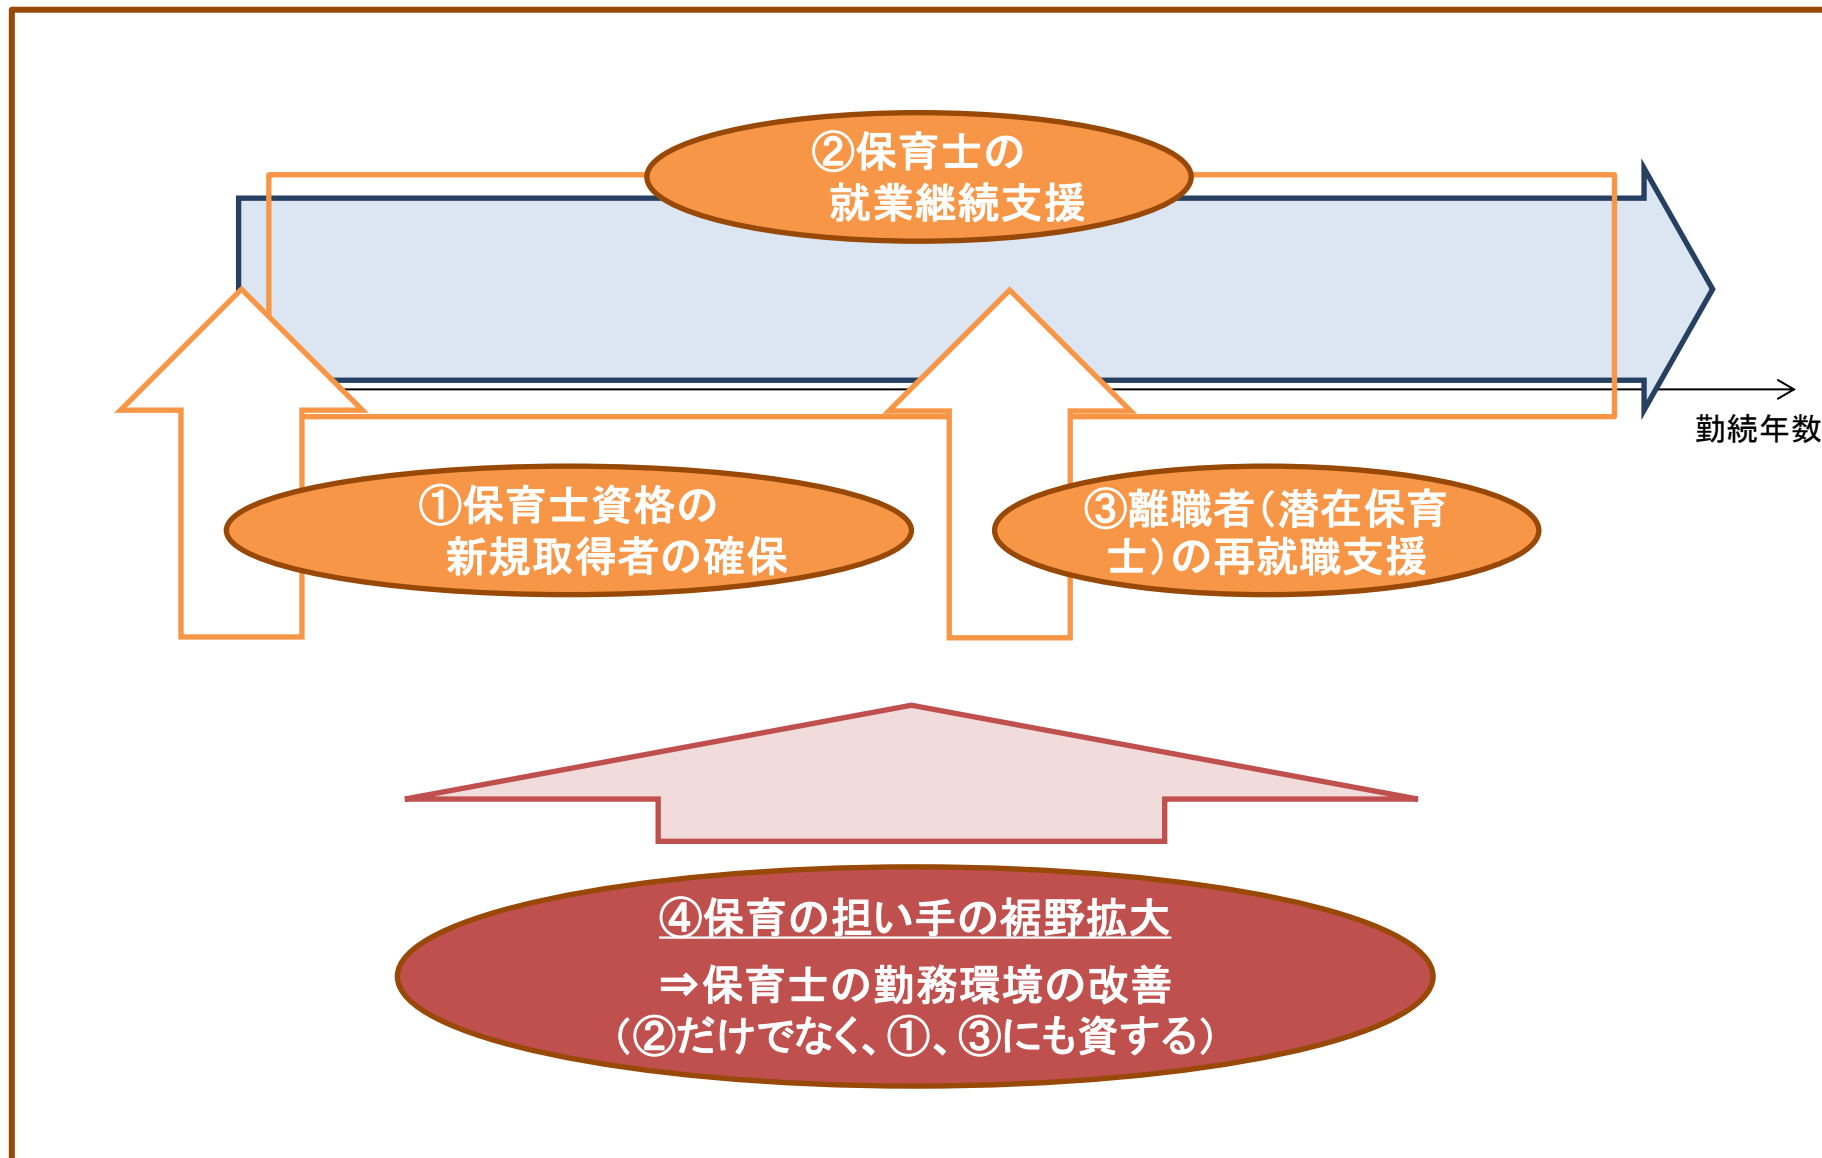 ②保育士の
就業継続支援
勤続年数
①保育士資格の
新規取得者の確保
③離職者（潜在保育
士）の再就職支援
④保育の担い手の裾野拡大
⇒保育士の勤務環境の改善
（②だけでなく、①、③にも資する）